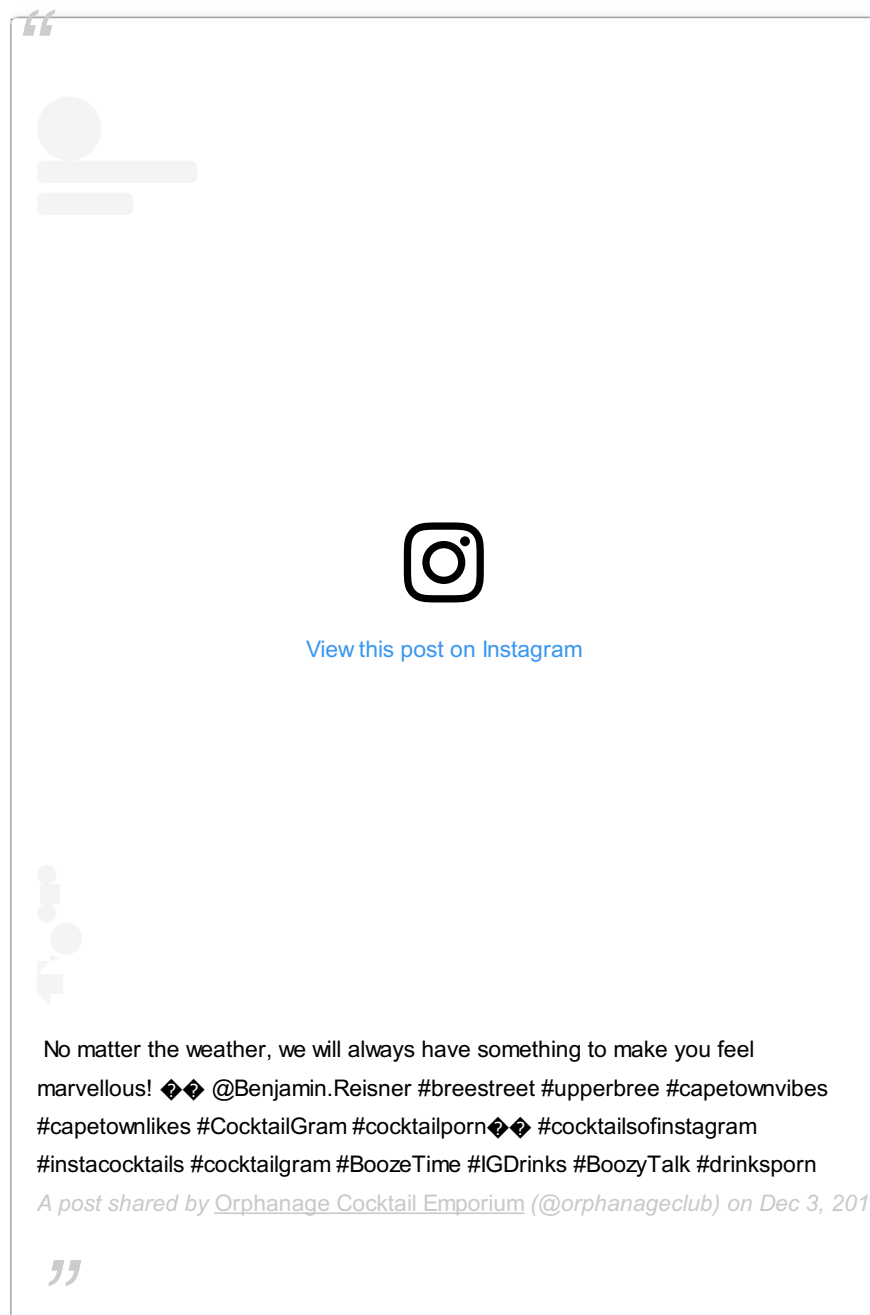 “
View this post on Instagram
No matter the weather, we will always have something to make you feel
marvellous! �� @Benjamin.Reisner #breestreet #upperbree #capetownvibes
#capetownlikes #CocktailGram #cocktailporn�� #cocktailsofinstagram
#instacocktails #cocktailgram #BoozeTime #IGDrinks #BoozyTalk #drinksporn
A post shared by Orphanage Cocktail Emporium (@orphanageclub) on Dec 3, 201
”